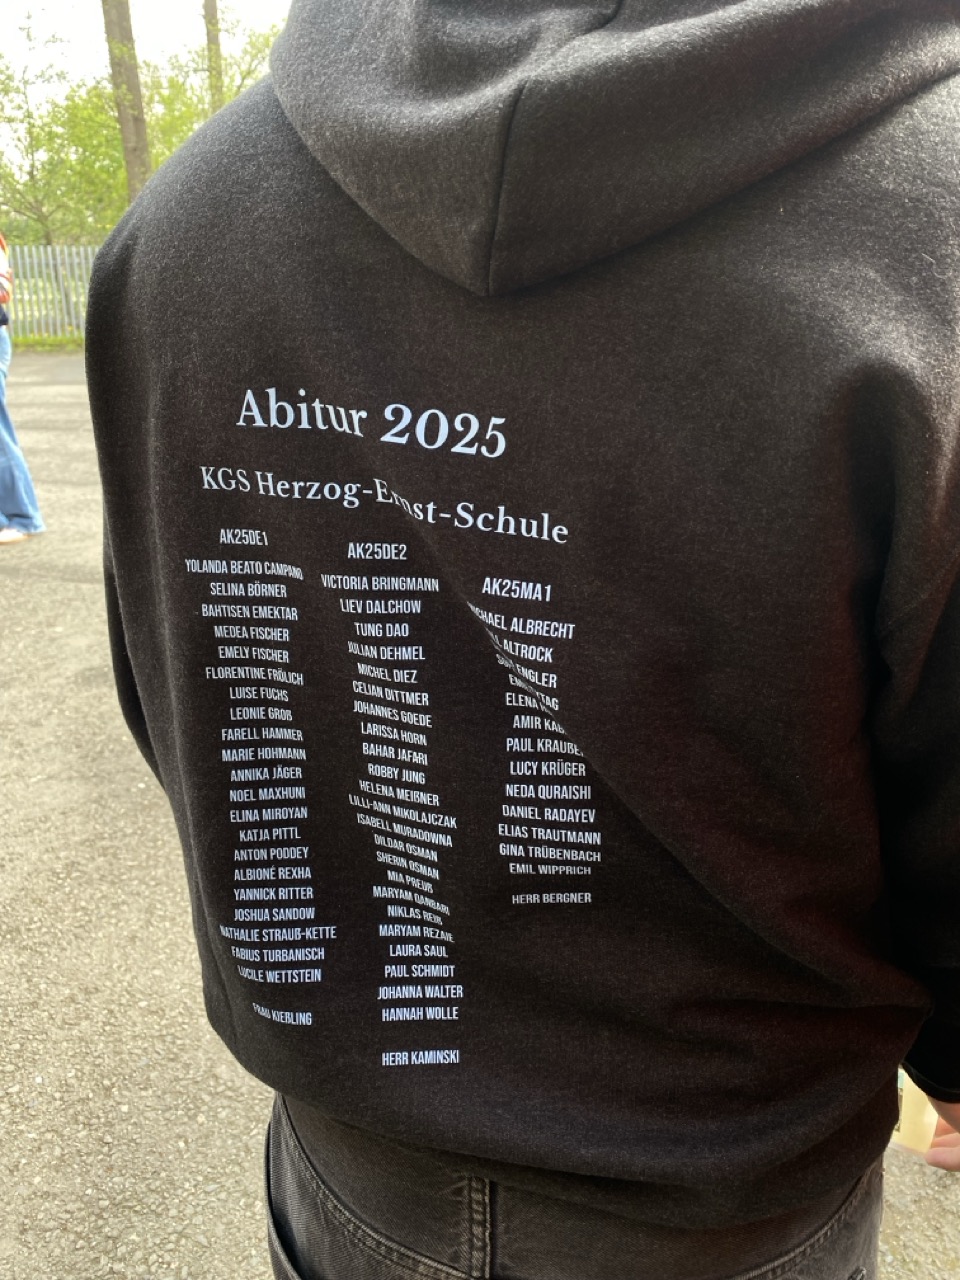 Abitur 2025
KGS Herzog-Ernst-Schule
AK25DE1
YOLANDA BEATO CAMPANO
SELINA BÖRNER
BAHTISEN EMEKTAR
MEDEA FISCHER
EMELY FISCHER
FLORENTINE FRÖLICH
LUISE FUCHS
LEONIE GROß
FARELL HAMMER
MARIE HOHMANN
ANNIKA JÄGER
NOEL MAXHUNI
ELINA MIROYAN
KATJA PITTL
ANTON PODDEY
ALBIONÉ REXHA
YANNICK RITTER
JOSHUA SANDOW
NATHALIE STRAUß-KETTE
FABIUS TURBANISCH
LUCILE WETTSTEIN
FRAU KIEßLING
AK25DE2
VICTORIA BRINGMANN
LIEV DALCHOW
TUNG DAO
JULIAN DEHMEL
MICHEL DIEZ
CELIAN DITTMER
JOHANNES GOEDE
LARISSA HORN
BAHAR JAFARI
ROBBY JUNG
HELENA MEIßNER
LILLI-ANN MIKOLAJCZAK
ISABELL MURADOWNA
DILDAR OSMAN
SHERIN OSMAN
MIA PREUß
MARYAM
NIKLAS
MARYAM REZAIE
LAURA SAUL
PAUL SCHMIDT
JOHANNA WALTER
HANNAH WOLLE
HERR KAMINSKI
AK25MA1
MICHAEL ALBRECHT
ALTROCK
ENGLER
ELENA
AMIR
PAUL
LUCY KRÜGER
NEDA QURAISHI
DANIEL RADAYEV
ELIAS TRAUTMANN
GINA TRÜBENBACH
EMIL WIPPRICH
HERR BERGNER